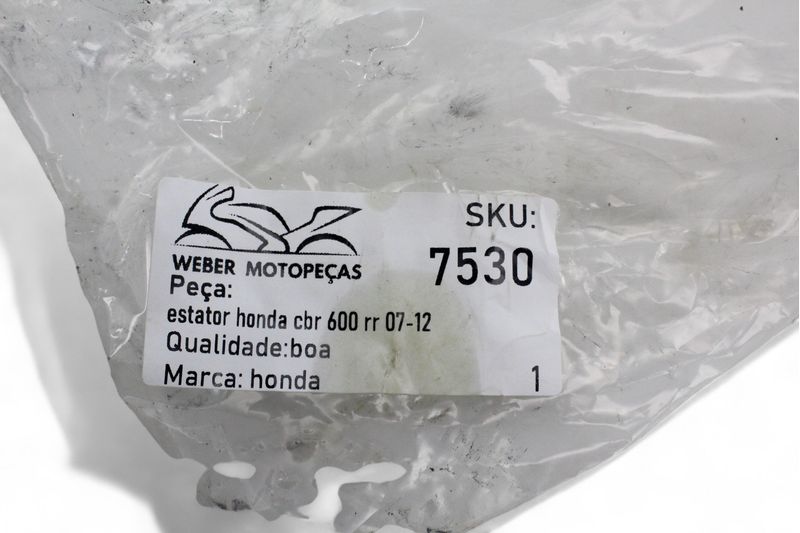 SKU:
7530
WEBER MOTOPEÇAS
Peça:
estator honda cbr 600 rr 07-12
Qualidade:boa
Marca: honda
1